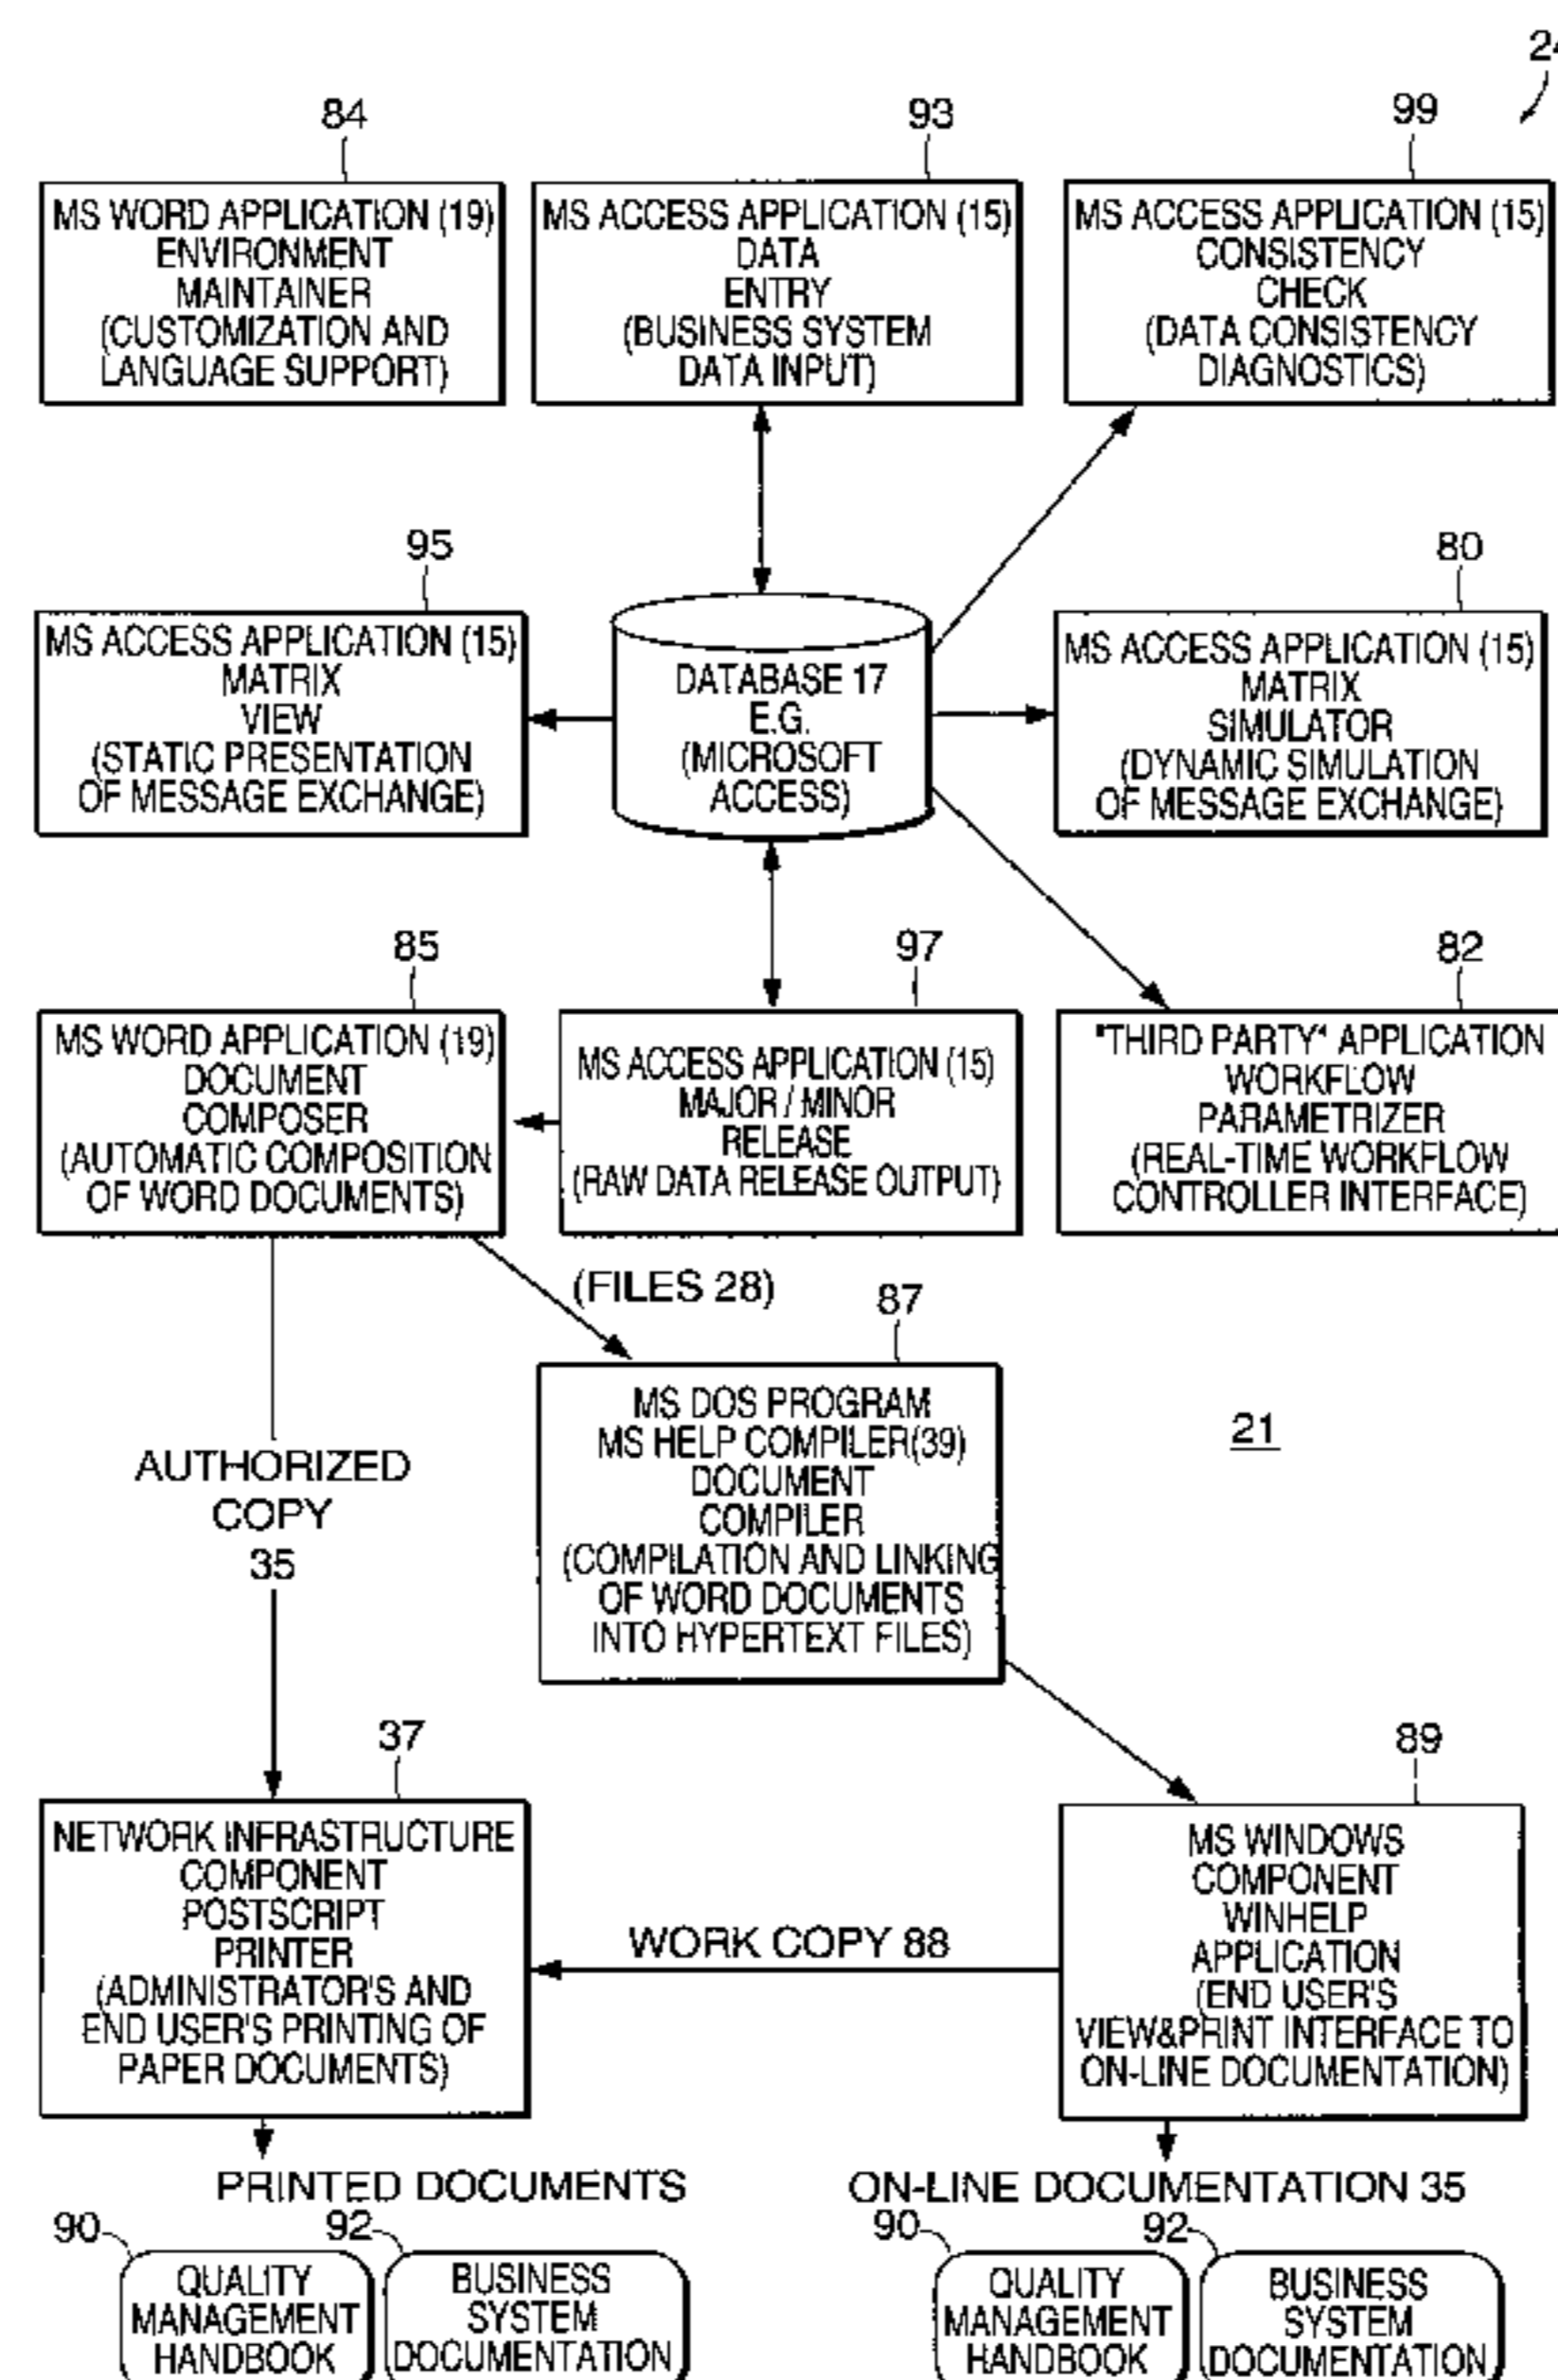 24
84
93
99
MS WORD APPLICATION (19)
ENVIRONMENT
MAINTAINER
(CUSTOMIZATION AND
LANGUAGE SUPPORT)
MS ACCESS APPLICATION (15)
DATA
ENTRY
(BUSINESS SYSTEM
DATA INPUT)
MS ACCESS APPLICATION (15)
CONSISTENCY
CHECK
(DATA CONSISTENCY
DIAGNOSTICS)
95
80
MS ACCESS APPLICATION (15)
MATRIX
VIEW
(STATIC PRESENTATION
OF MESSAGE EXCHANGE)
DATABASE 17
E.G.
(MICROSOFT
ACCESS)
MS ACCESS APPLICATION (15)
MATRIX
SIMULATOR
(DYNAMIC SIMULATION
OF MESSAGE EXCHANGE)
85
97
82
MS WORD APPLICATION (19)
DOCUMENT
COMPOSER
(AUTOMATIC COMPOSITION
OF WORD DOCUMENTS)
MS ACCESS APPLICATION (15)
MAJOR / MINOR
RELEASE
(RAW DATA RELEASE OUTPUT)
"THIRD PARTY" APPLICATION
WORKFLOW
PARAMETRIZER
(REAL-TIME WORKFLOW
CONTROLLER INTERFACE)
(FILES 28)
87
MS DOS PROGRAM
MS HELP COMPILER(39)
DOCUMENT
COMPILER
(COMPILATION AND LINKING
OF WORD DOCUMENTS
INTO HYPERTEXT FILES)
21
AUTHORIZED
COPY
35
37
89
NETWORK INFRASTRUCTURE
COMPONENT
POSTSCRIPT
PRINTER
(ADMINISTRATOR'S AND
END USER'S PRINTING OF
PAPER DOCUMENTS)
WORK COPY 88
MS WINDOWS
COMPONENT
WINHELP
APPLICATION
(END USER'S
VIEW&PRINT INTERFACE TO
ON-LINE DOCUMENTATION)
PRINTED DOCUMENTS
ON-LINE DOCUMENTATION 35
90
92
90
92
QUALITY
MANAGEMENT
HANDBOOK
BUSINESS
SYSTEM
DOCUMENTATION
QUALITY
MANAGEMENT
HANDBOOK
BUSINESS
SYSTEM
DOCUMENTATION